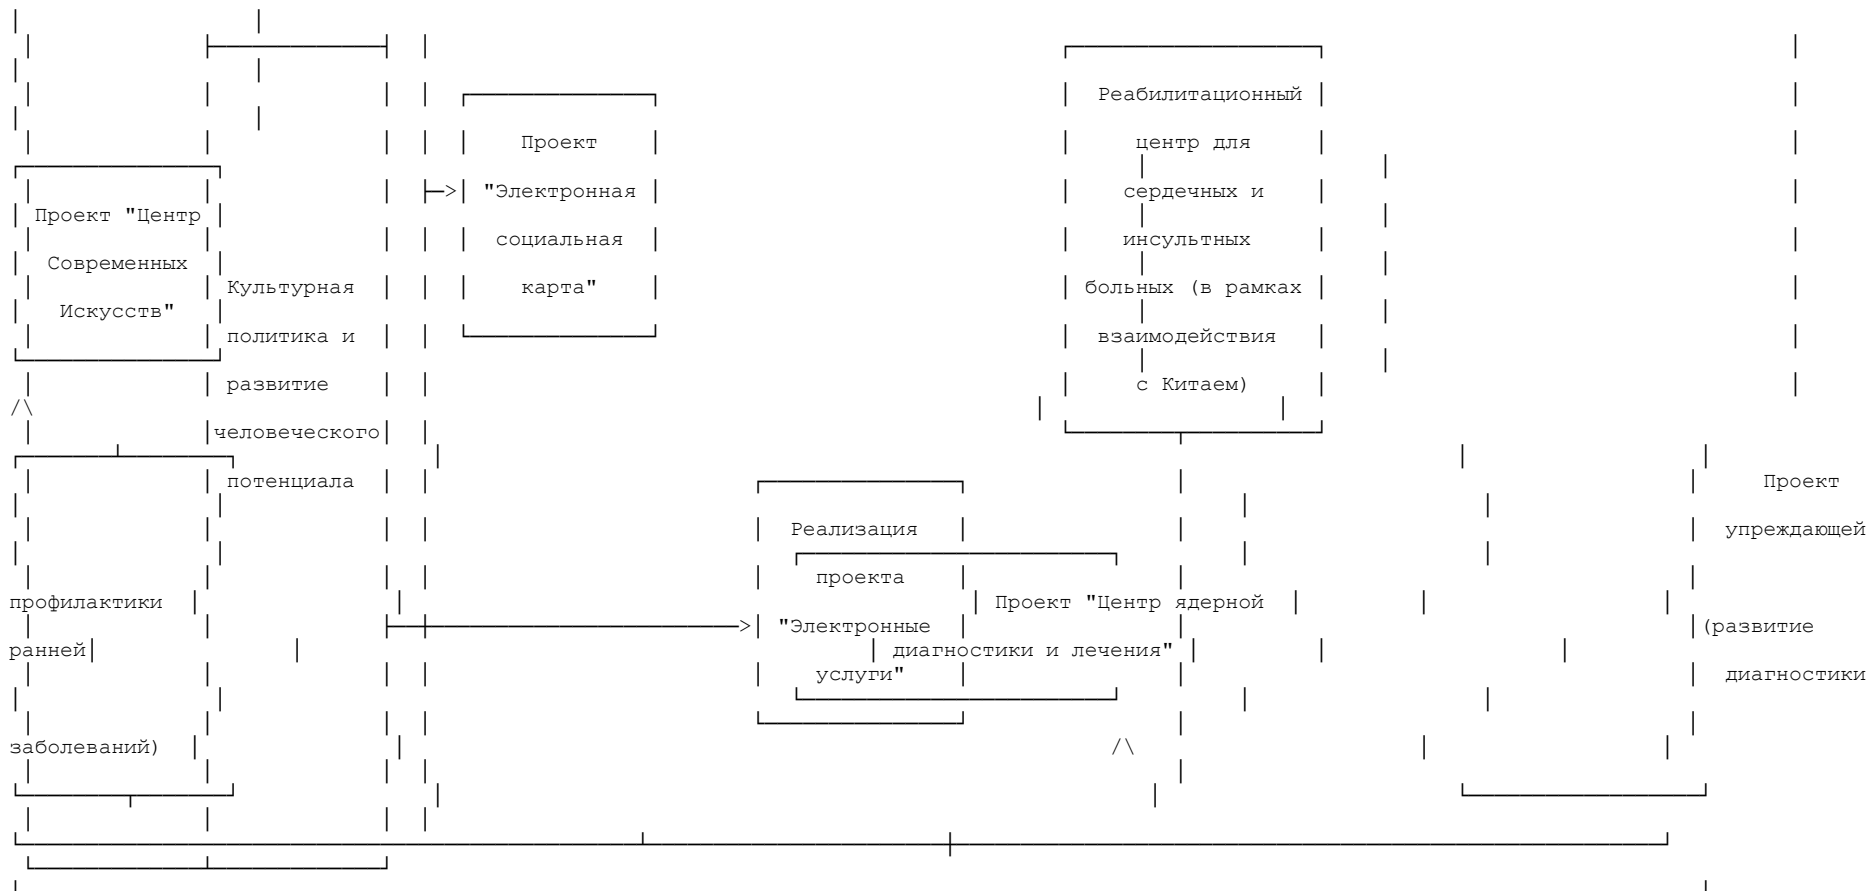 Реабилитационный
Проект центр для
"Электронная сердечных и
Проект "Центр
социальная инсультных
Современных
Культурная карта" больных (в рамках
Искусств"
политика и взаимодействия
развитие с Китаем)
/\
человеческого
потенциала Проект
Реализация упреждающей
проекта
профилактики Проект "Центр ядерной
"Электронные (развитие
ранней диагностики и лечения"
услуги" диагностики
заболеваний) /\